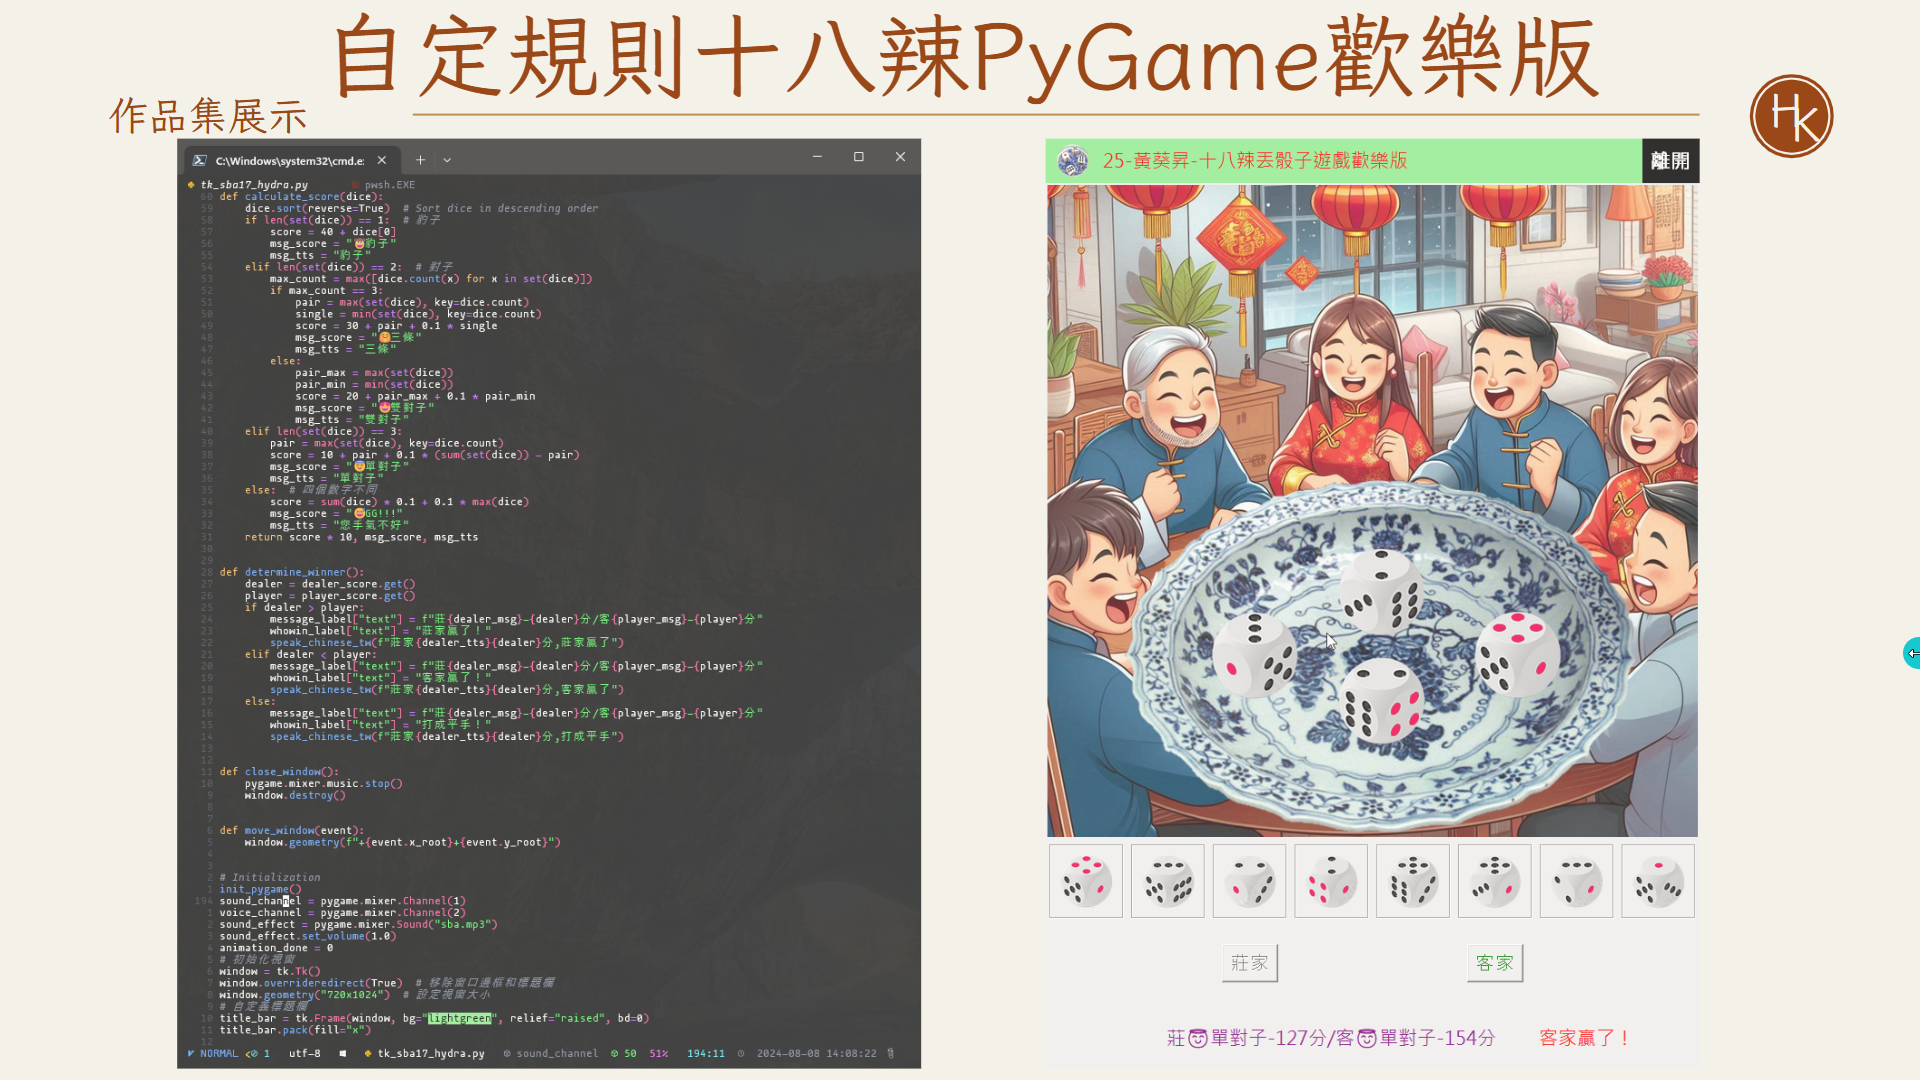 自定規則十八辣PyGame歡樂版
作品集展示
HK
C:\Windows\system32\cmd.e:
tk_sba17_hydra.py
pwsh.EXE
def calculate_score(dice):
dice.sort(reverse=True)  # Sort dice in descending order
if len(set(dice)) == 1:  # 豹子
score = 40 + dice[0]
msg_score = "🤩豹子"
msg_tts = "豹子"
elif len(set(dice)) == 2:  # 對子
max_count = max([dice.count(x) for x in set(dice)])
if max_count == 3:
pair = max(set(dice), key=dice.count)
single = min(set(dice), key=dice.count)
score = 30 + pair + 0.1 * single
msg_score = "🤗三條"
msg_tts = "三條"
else:
pair_max = max(set(dice))
pair_min = min(set(dice))
score = 20 + pair_max + 0.1 * pair_min
msg_score = "😍雙對子"
msg_tts = "雙對子"
elif len(set(dice)) == 3:
pair = max(set(dice), key=dice.count)
score = 10 + pair + 0.1 * (sum(set(dice)) - pair)
msg_score = "😇單對子"
msg_tts = "單對子"
else:  # 四個數字不同
score = sum(dice) * 0.1 + 0.1 * max(dice)
msg_score = "GG!!!"
msg_tts = "您手氣不好"
return score * 10, msg_score, msg_tts
def determine_winner():
dealer = dealer_score.get()
player = player_score.get()
if dealer > player:
message_label["text"] = f"莊{dealer_msg}-{dealer}分/客{player_msg}-{player}分"
whowin_label["text"] = "莊家贏了！"
speak_chinese_tw(f"莊家{dealer_tts}{dealer}分,莊家贏了")
elif dealer < player:
message_label["text"] = f"莊{dealer_msg}-{dealer}分/客{player_msg}-{player}分"
whowin_label["text"] = "客家贏了！"
speak_chinese_tw(f"莊家{dealer_tts}{dealer}分,客家贏了")
else:
message_label["text"] = f"莊{dealer_msg}-{dealer}分/客{player_msg}-{player}分"
whowin_label["text"] = "打成平手！"
speak_chinese_tw(f"莊家{dealer_tts}{dealer}分,打成平手")
def close_window():
pygame.mixer.music.stop()
window.destroy()
def move_window(event):
window.geometry(f"+{event.x_root}+{event.y_root}")
# Initialization
init_pygame()
194 sound_channel = pygame.mixer.Channel(1)
voice_channel = pygame.mixer.Channel(2)
sound_effect = pygame.mixer.Sound("sba.mp3")
sound_effect.set_volume(1.0)
animation_done = 0
# 初始化視窗
window = tk.Tk()
window.overrideredirect(True)  # 移除窗口邊框和標題欄
window.geometry("720x1024")  # 設定視窗大小
# 自定義標題欄
title_bar = tk.Frame(window, bg="lightgreen", relief="raised", bd=0)
title_bar.pack(fill="x")
NORMAL 1 utf-8 tk_sba17_hydra.py sound_channel 50 51% 194:11 2024-08-08 14:08:22
25-黃葵昇-十八辣丟骰子遊戲歡樂版
離開
福
莊家
客家
莊😇單對子-127分/客😇單對子-154分
客家贏了！